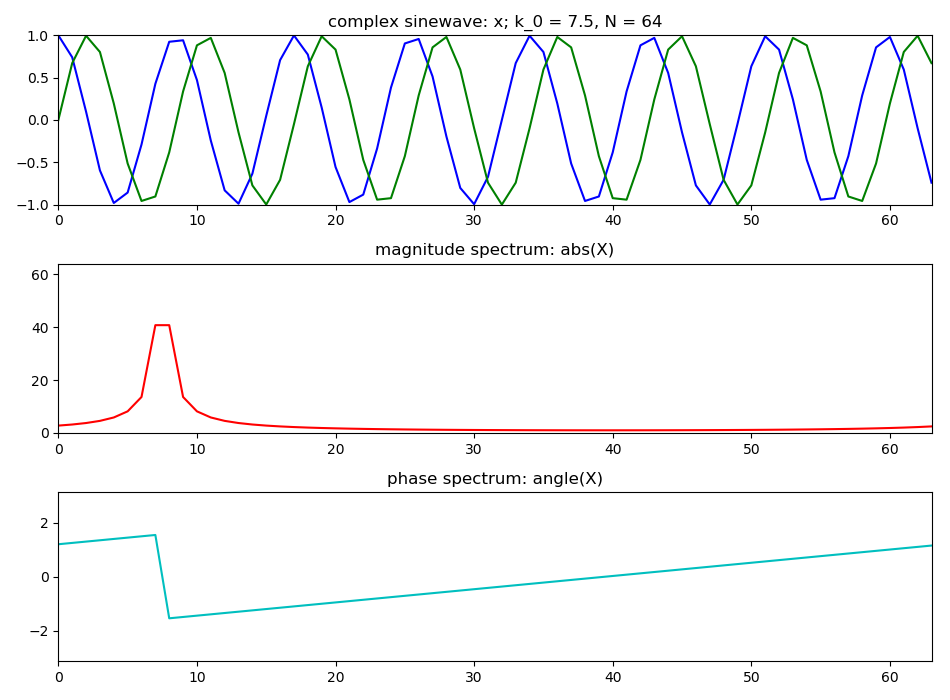 complex sinewave: x; k_0 = 7.5, N = 64
1.0
0.5
0.0
−0.5
−1.0
0 10 20 30 40 50 60
magnitude spectrum: abs(X)
60
40
20
0
0 10 20 30 40 50 60
phase spectrum: angle(X)
2
0
−2
0 10 20 30 40 50 60